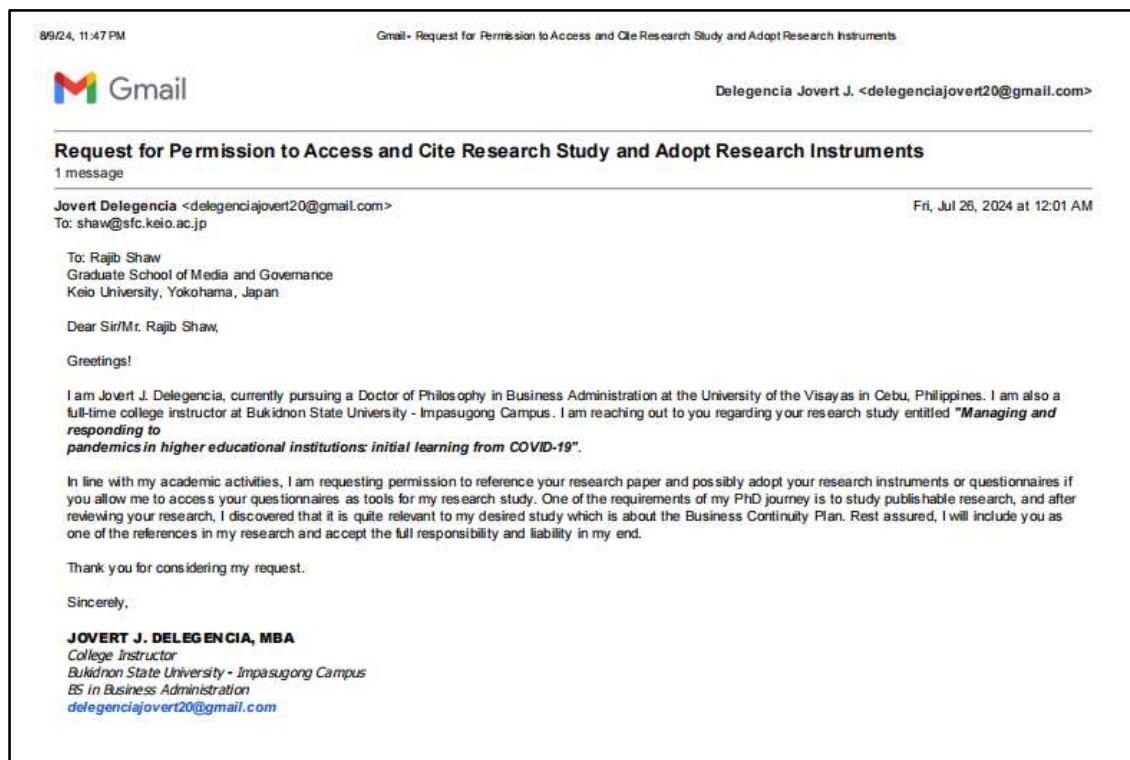 8/9/24, 11:47 PM Gmail - Request for Permission to Access and Cite Research Study and Adopt Research Instruments
Gmail Delegencia Jovert J. <delegenciajovert20@gmail.com>
Request for Permission to Access and Cite Research Study and Adopt Research Instruments
1 message
Jovert Delegencia <delegenciajovert20@gmail.com> Fri, Jul 26, 2024 at 12:01 AM
To: shaw@sfc.keio.ac.jp
To: Rajib Shaw
Graduate School of Media and Governance
Keio University, Yokohama, Japan
Dear Sir/Mr. Rajib Shaw,
Greetings!
I am Jovert J. Delegencia, currently pursuing a Doctor of Philosophy in Business Administration at the University of the Visayas in Cebu, Philippines. I am also a
full-time college instructor at Bukidnon State University - Impasugong Campus. I am reaching out to you regarding your research study entitled "Managing and
responding to
pandemics in higher educational institutions: initial learning from COVID-19".
In line with my academic activities, I am requesting permission to reference your research paper and possibly adopt your research instruments or questionnaires if
you allow me to access your questionnaires as tools for my research study. One of the requirements of my PhD journey is to study publishable research, and after
reviewing your research, I discovered that it is quite relevant to my desired study which is about the Business Continuity Plan. Rest assured, I will include you as
one of the references in my research and accept the full responsibility and liability in my end.
Thank you for considering my request.
Sincerely,
JOVERT J. DELEGENCIA, MBA
College Instructor
Bukidnon State University - Impasugong Campus
BS in Business Administration
delegenciajovert20@gmail.com